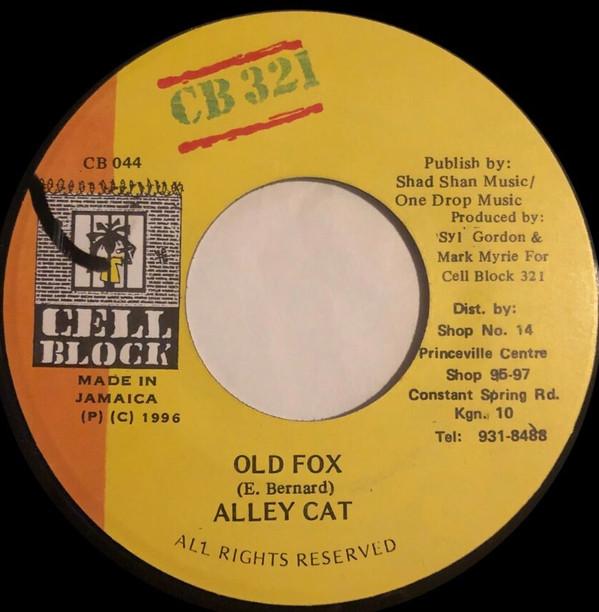 CB 321
CB 044
CELL
BLOCK
MADE IN
JAMAICA
(P) (C) 1996
Publish by:
Shad Shan Music/
One Drop Music
Produced by:
Syl Gordon &
Mark Myrie For
Cell Block 321
Dist. by:
Shop No. 14
Princeville Centre
Shop 95-97
Constant Spring Rd.
Kgn. 10
Tel: 931-8488
OLD FOX
(E. Bernard)
ALLEY CAT
ALL RIGHTS RESERVED